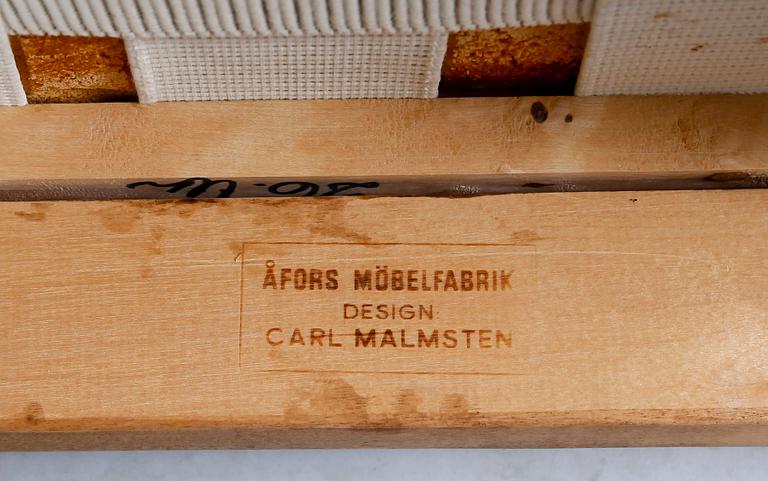 ÅFORS MÖBELFABRIK
DESIGN:
CARL MALMSTEN